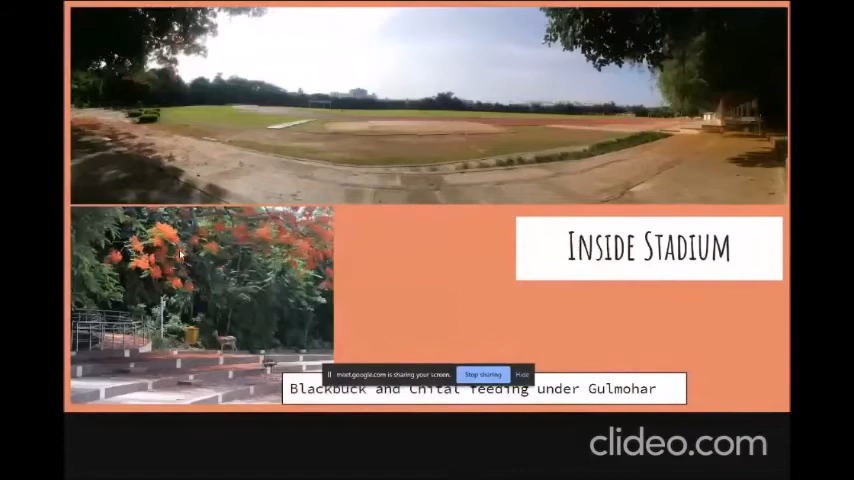 Inside Stadium
meet.google.com is sharing your screen.
Stop sharing
Hide
Blackbuck and Chital feeding under Gulmohar
clideo.com